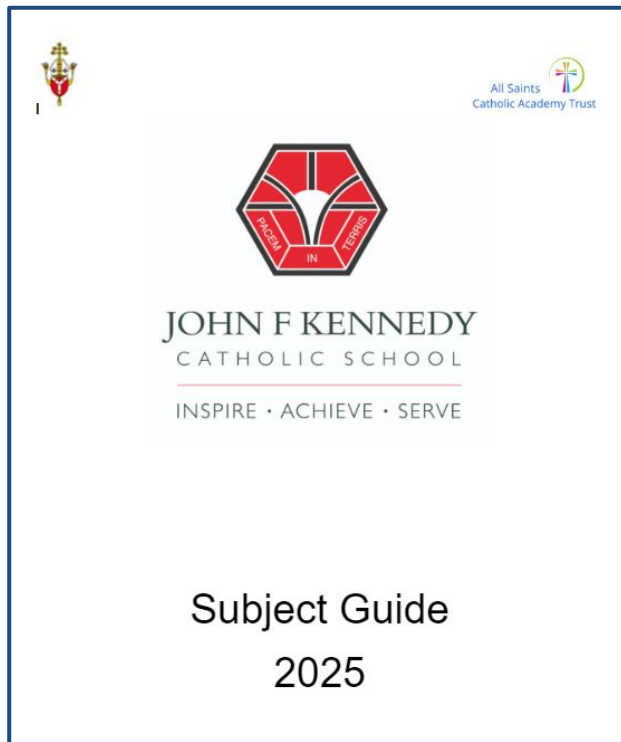 I
All Saints
Catholic Academy Trust
PACEM
IN
TERRIS
JOHN F KENNEDY
CATHOLIC SCHOOL
INSPIRE · ACHIEVE · SERVE
Subject Guide
2025